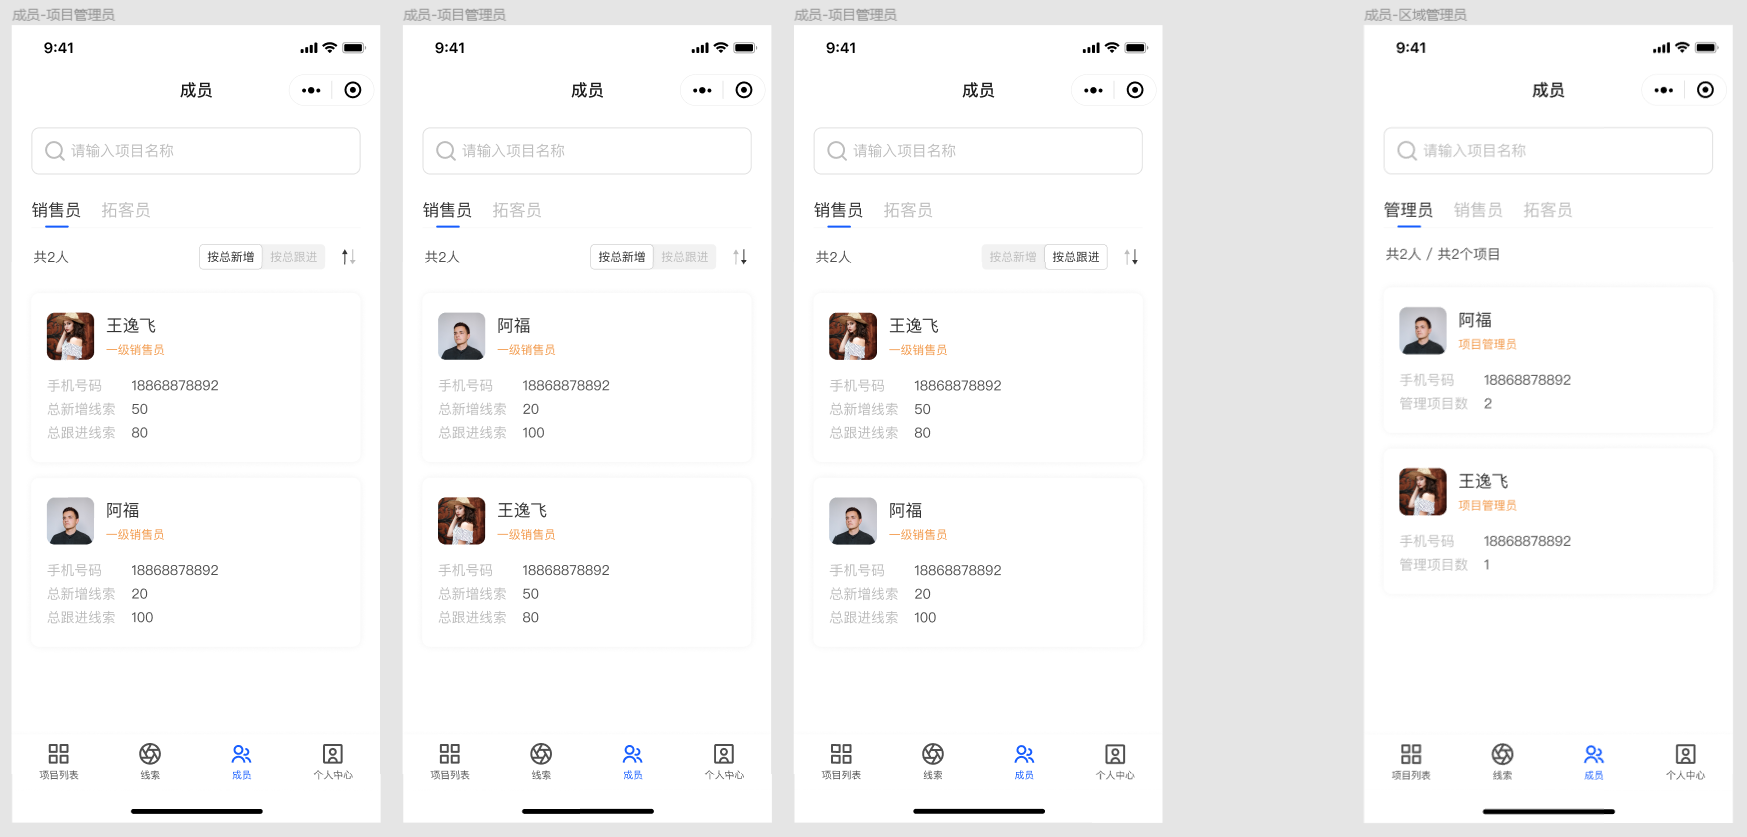 成员-项目管理员
9:41
成员
请输入项目名称
销售员 拓客员
共2人 按总新增 按总跟进
王逸飞
一级销售员
手机号码 18868878892
总新增线索 50
总跟进线索 80
阿福
一级销售员
手机号码 18868878892
总新增线索 20
总跟进线索 100
项目列表 线索 成员 个人中心
成员-项目管理员
9:41
成员
请输入项目名称
销售员 拓客员
共2人 按总新增 按总跟进
阿福
一级销售员
手机号码 18868878892
总新增线索 20
总跟进线索 100
王逸飞
一级销售员
手机号码 18868878892
总新增线索 50
总跟进线索 80
项目列表 线索 成员 个人中心
成员-项目管理员
9:41
成员
请输入项目名称
销售员 拓客员
共2人 按总新增 按总跟进
王逸飞
一级销售员
手机号码 18868878892
总新增线索 50
总跟进线索 80
阿福
一级销售员
手机号码 18868878892
总新增线索 20
总跟进线索 100
项目列表 线索 成员 个人中心
成员-区域管理员
9:41
成员
请输入项目名称
管理员 销售员 拓客员
共2人 / 共2个项目
阿福
项目管理员
手机号码 18868878892
管理项目数 2
王逸飞
项目管理员
手机号码 18868878892
管理项目数 1
项目列表 线索 成员 个人中心